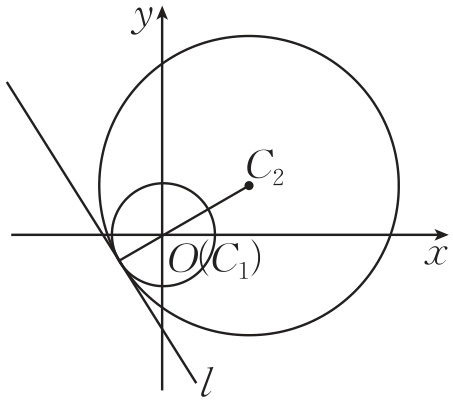 y
C₂
O(C₁)
x
l